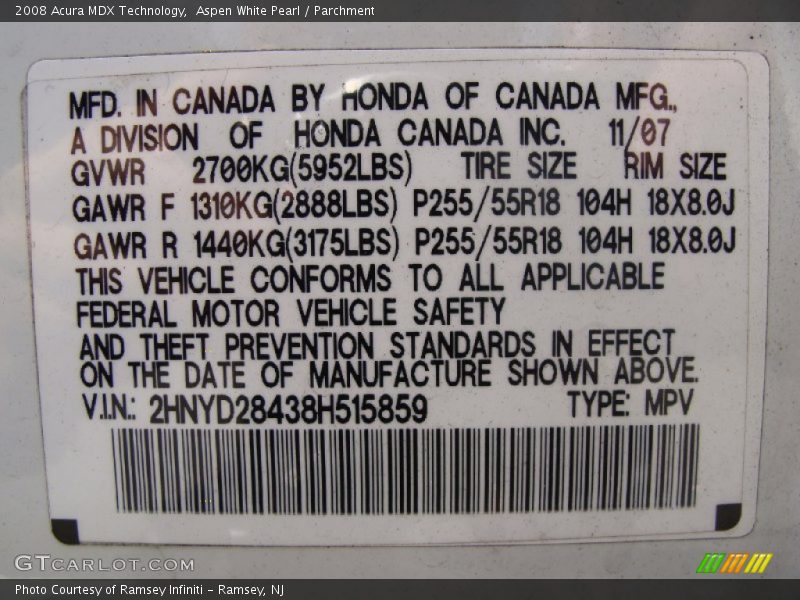 2008 Acura MDX Technology,  Aspen White Pearl / Parchment
MFD. IN CANADA BY HONDA OF CANADA MFG.,
A DIVISION OF HONDA CANADA INC. 11/07
GVWR 2700KG(5952LBS) TIRE SIZE RIM SIZE
GAWR F 1310KG(2888LBS) P255/55R18 104H 18X8.0J
GAWR R 1440KG(3175LBS) P255/55R18 104H 18X8.0J
THIS VEHICLE CONFORMS TO ALL APPLICABLE
FEDERAL MOTOR VEHICLE SAFETY
AND THEFT PREVENTION STANDARDS IN EFFECT
ON THE DATE OF MANUFACTURE SHOWN ABOVE.
V.I.N.: 2HNYD28438H515859 TYPE: MPV
GTCARLOT.COM
Photo Courtesy of Ramsey Infiniti - Ramsey, NJ